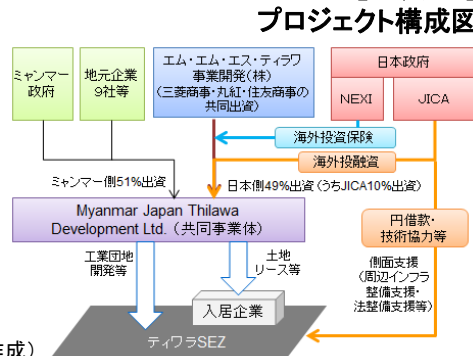 プロジェクト構成図
ミャンマー
政府
地元企業
9社等
エム・エム・エス・ティラワ
事業開発(株)
(三菱商事・丸紅・住友商事の
共同出資)
日本政府
NEXI
JICA
海外投資保険
海外投融資
ミャンマー側51%出資
日本側49%出資(うちJICA10%出資)
Myanmar Japan Thilawa
Development Ltd.(共同事業体)
円借款・
技術協力等
工業団地
開発等
土地
リース等
側面支援
(周辺インフラ
整備支援・
法整備支援等)
入居企業
ティワラSEZ
成)